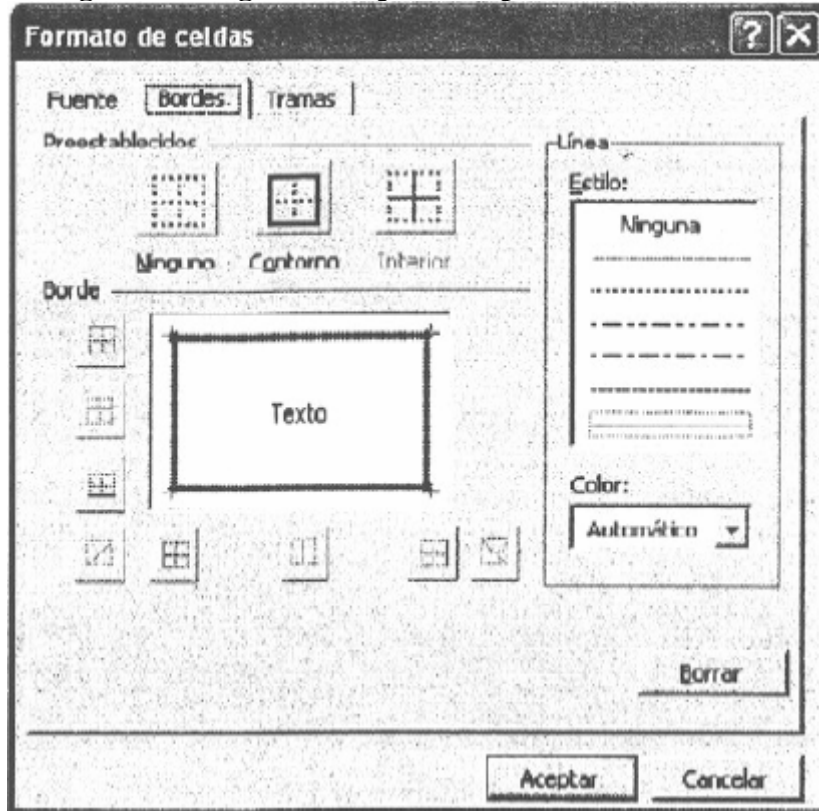 Formato de celdas
Fuente Bordes. Tramas
Preestablecidos
Ninguno Contorno Interior
Borde
Texto
Línea
Estilo:
Ninguna
Color:
Automático
Borrar
Aceptar Cancelar